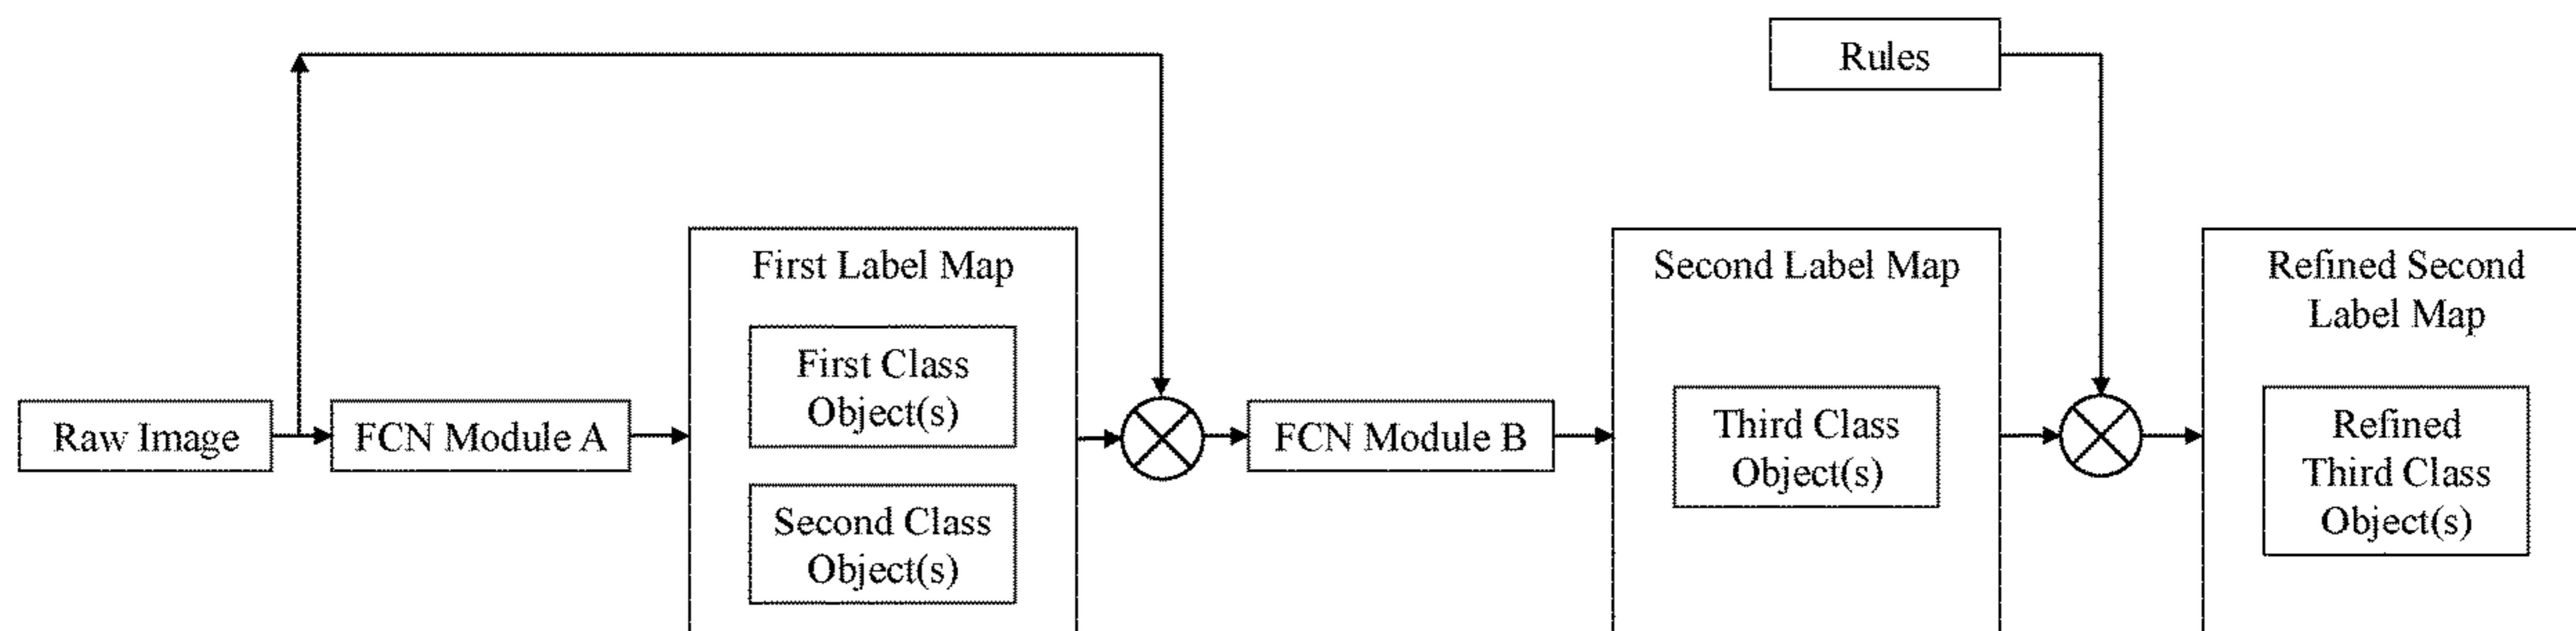 Rules
Raw Image
FCN Module A
First Label Map
First Class
Object(s)
Second Class
Object(s)
FCN Module B
Second Label Map
Third Class
Object(s)
Refined Second
Label Map
Refined
Third Class
Object(s)